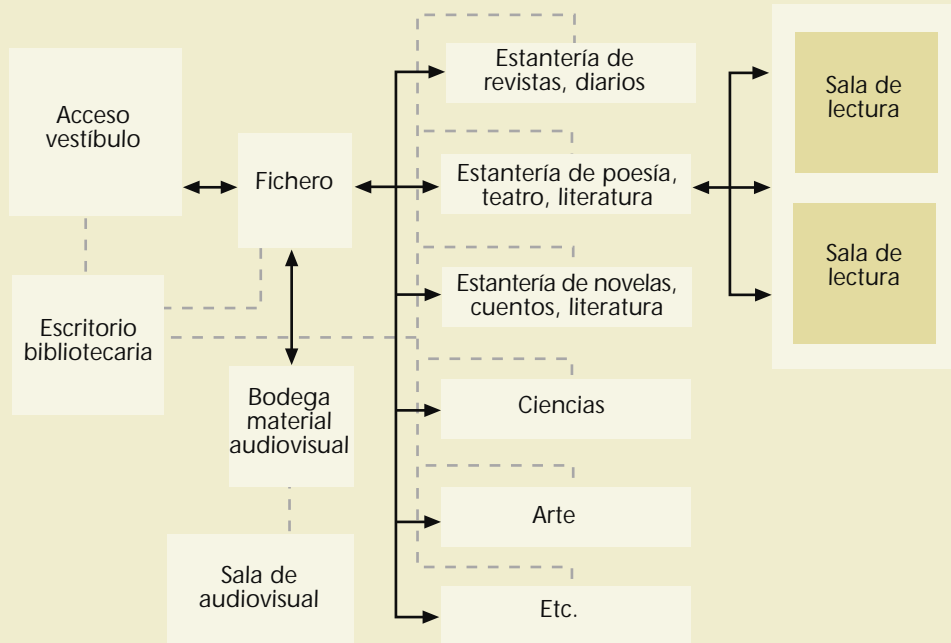 Acceso
vestíbulo
Fichero
Escritorio
bibliotecaria
Bodega
material
audiovisual
Sala de
audiovisual
Estantería de
revistas, diarios
Estantería de poesía,
teatro, literatura
Estantería de novelas,
cuentos, literatura
Ciencias
Arte
Etc.
Sala de
lectura
Sala de
lectura